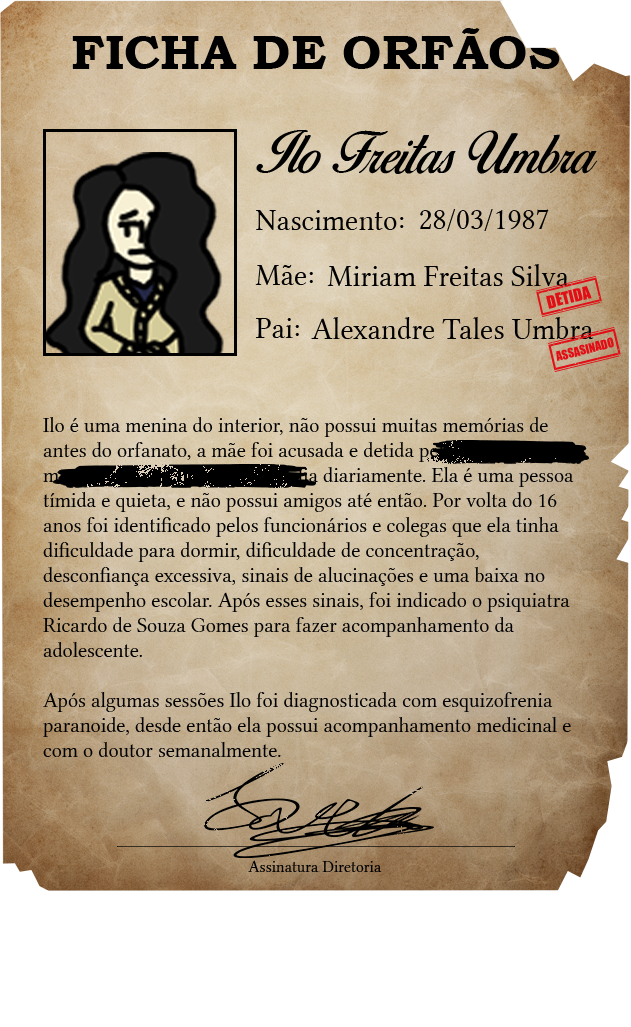 FICHA DE ORFÃOS
Ilo Freitas Umbra
Nascimento: 28/03/1987
Mãe: Miriam Freitas Silva
DETIDA
Pai: Alexandre Tales Umbra
ASSASINADO
Ilo é uma menina do interior, não possui muitas memórias de
antes do orfanato, a mãe foi acusada e detida
diariamente. Ela é uma pessoa
tímida e quieta, e não possui amigos até então. Por volta do 16
anos foi identificado pelos funcionários e colegas que ela tinha
dificuldade para dormir, dificuldade de concentração,
desconfiança excessiva, sinais de alucinações e uma baixa no
desempenho escolar. Após esses sinais, foi indicado o psiquiatra
Ricardo de Souza Gomes para fazer acompanhamento da
adolescente.
Após algumas sessões Ilo foi diagnosticada com esquizofrenia
paranoide, desde então ela possui acompanhamento medicinal e
com o doutor semanalmente.
Assinatura Diretoria